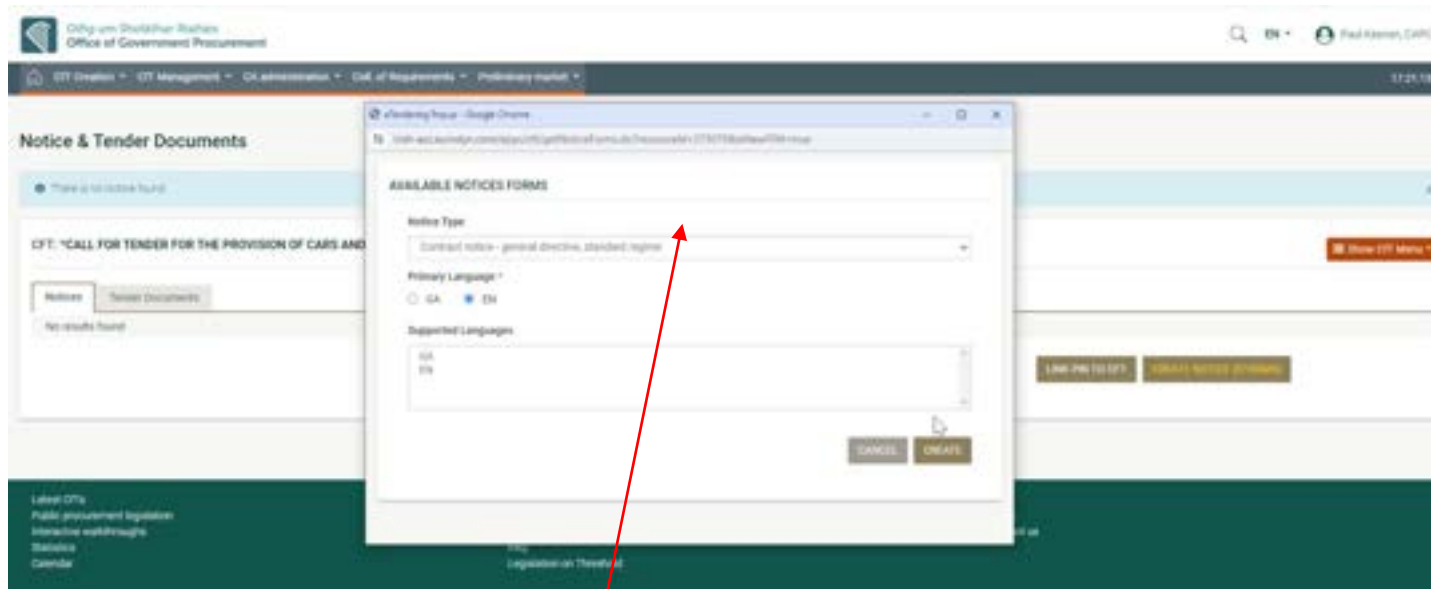 Oifig um Sholáthar Rialtais
Office of Government Procurement
EN
CFT Creation CFT Management CA administration Preliminary market
Notice & Tender Documents
There is no notice found
CFT: "CALL FOR TENDER FOR THE PROVISION OF CARS AND
Show CFT Menu
Notices Tender Documents
No results found
LINK PIN TO CFT
eTendering Popup - Google Chrome
AVAILABLE NOTICES FORMS
Notice Type
Contract notice - general directive, standard regime
Primary Language *
GA EN
Supported Languages
GA
EN
CANCEL CREATE
Latest CFTs
Public procurement legislation
Interactive walkthroughs
Statistics
Calendar
FAQ
Legislation on Threshold